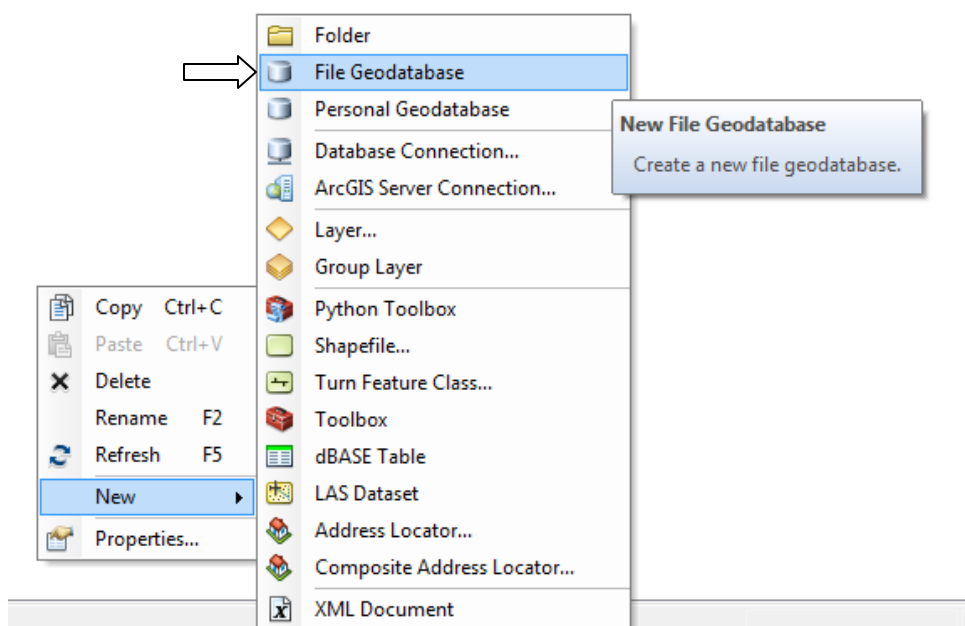 Folder
File Geodatabase
Personal Geodatabase
New File Geodatabase
Create a new file geodatabase.
Database Connection...
ArcGIS Server Connection...
Layer...
Group Layer
Python Toolbox
Shapefile...
Turn Feature Class...
Toolbox
dBASE Table
LAS Dataset
Address Locator...
Composite Address Locator...
XML Document
Copy Ctrl+C
Paste Ctrl+V
Delete
Rename F2
Refresh F5
New
Properties...